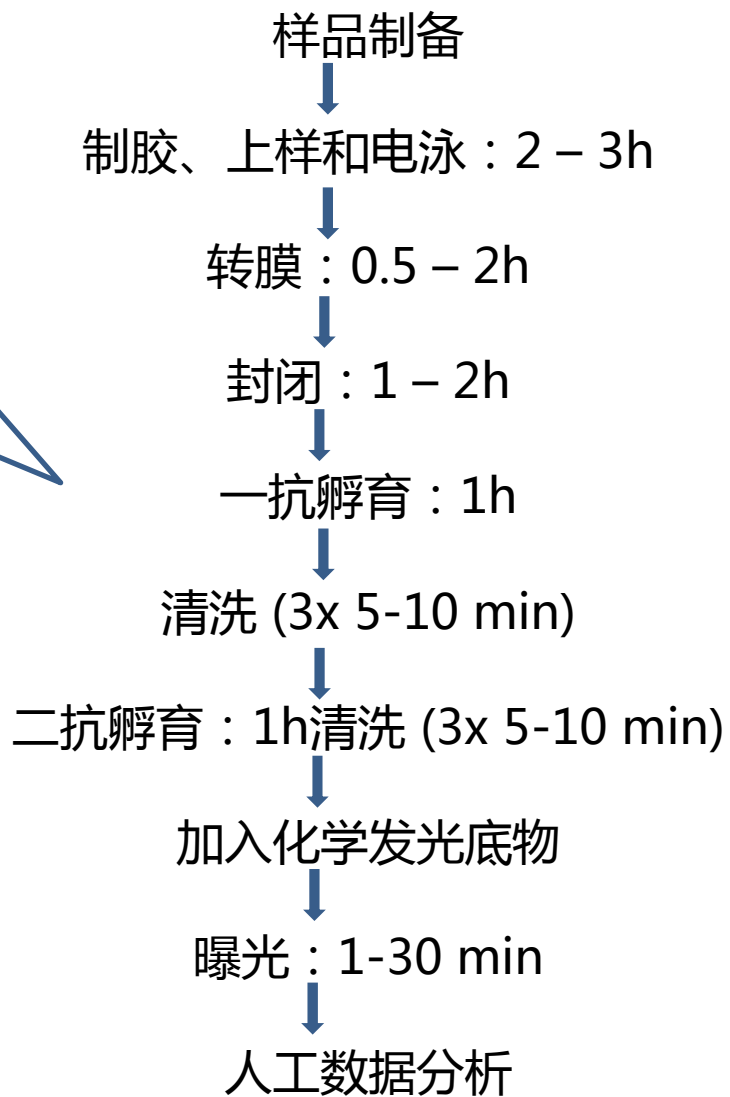 样品制备
制胶、上样和电泳：2 – 3h
转膜：0.5 – 2h
封闭：1 – 2h
一抗孵育：1h
清洗 (3x 5-10 min)
二抗孵育：1h清洗 (3x 5-10 min)
加入化学发光底物
曝光：1-30 min
人工数据分析